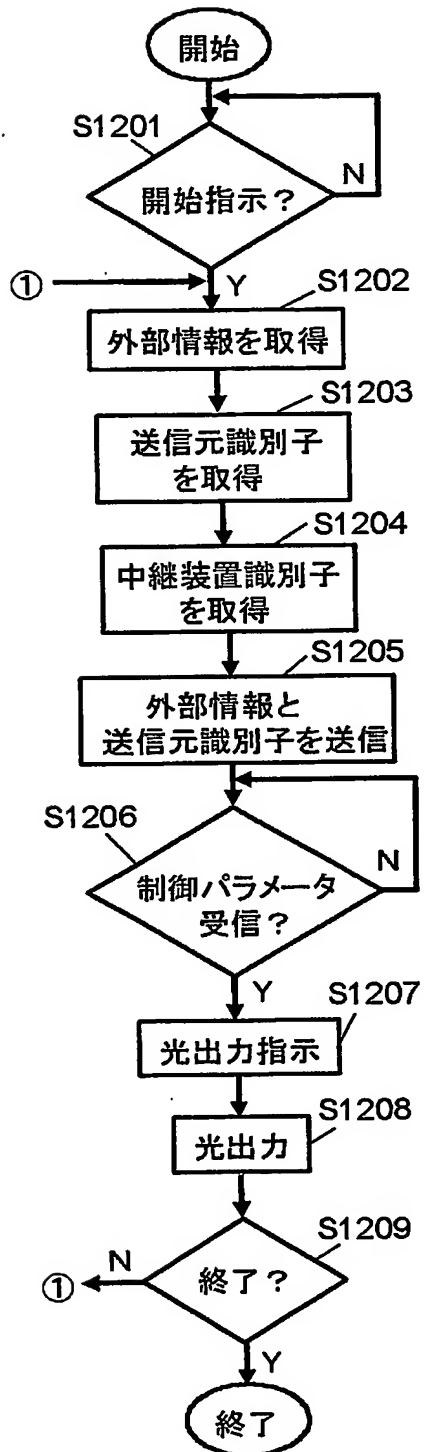 開始
S1201
開始指示？
N
①
Y
S1202
外部情報を取得
S1203
送信元識別子
を取得
S1204
中継装置識別子
を取得
S1205
外部情報と
送信元識別子を送信
S1206
制御パラメータ
受信？
N
Y
S1207
光出力指示
S1208
光出力
S1209
終了？
N
①
Y
終了